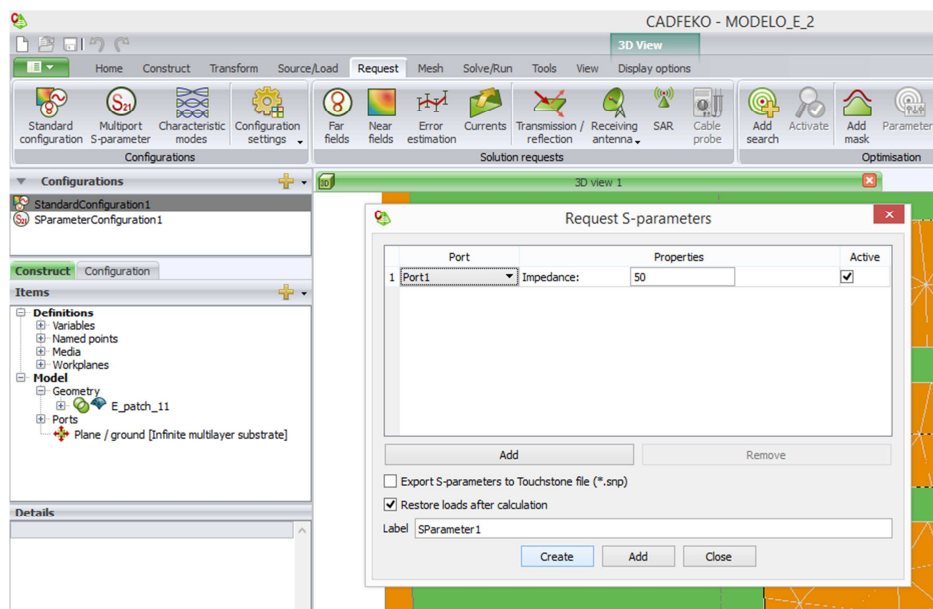 CADFEKO - MODELO_E_2
3D View
Home Construct Transform Source/Load Request Mesh Solve/Run Tools View Display options
Standard configuration Multiport S-parameter Characteristic modes Configuration settings Far fields Near fields Error estimation Currents Transmission / reflection Receiving antenna SAR Cable probe Add search Activate Add mask Parameter
Configurations Solution requests Optimisation
Configurations
3D view 1
StandardConfiguration1
SParameterConfiguration1
Construct Configuration
Items
Definitions
Variables
Named points
Media
Workplanes
Model
Geometry
E_patch_11
Ports
Plane / ground [Infinite multilayer substrate]
Details
Request S-parameters
Port Properties Active
1 Port1 Impedance: 50
Add Remove
Export S-parameters to Touchstone file (*.snp)
Restore loads after calculation
Label SParameter1
Create Add Close